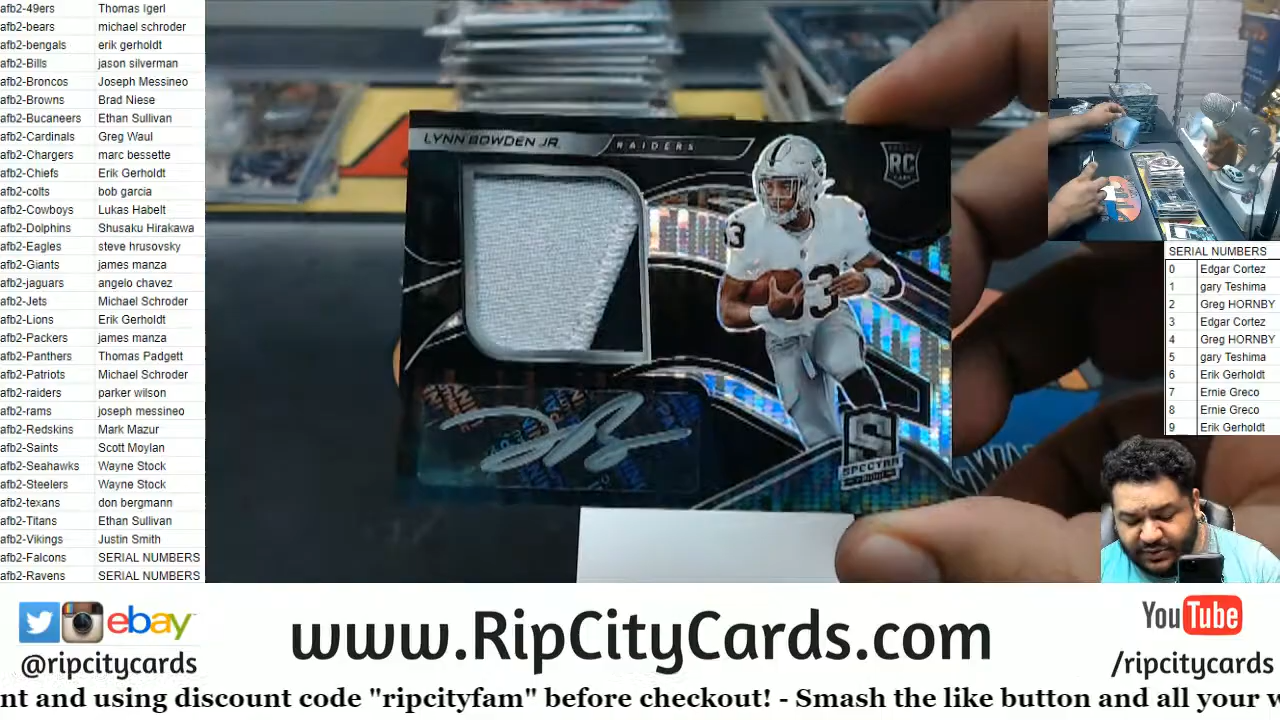 afb2-49ers Thomas Igerl
afb2-bears michael schroder
afb2-bengals erik gerholdt
afb2-Bills jason silverman
afb2-Broncos Joseph Messineo
afb2-Browns Brad Niese
afb2-Bucaneers Ethan Sullivan
afb2-Cardinals Greg Waul
afb2-Chargers marc bessette
afb2-Chiefs Erik Gerholdt
afb2-colts bob garcia
afb2-Cowboys Lukas Habelt
afb2-Dolphins Shusaku Hirakawa
afb2-Eagles steve hrusovsky
afb2-Giants james manza
afb2-jaguars angelo chavez
afb2-Jets Michael Schroder
afb2-Lions Erik Gerholdt
afb2-Packers james manza
afb2-Panthers Thomas Padgett
afb2-Patriots Michael Schroder
afb2-raiders parker wilson
afb2-rams joseph messineo
afb2-Redskins Mark Mazur
afb2-Saints Scott Moylan
afb2-Seahawks Wayne Stock
afb2-Steelers Wayne Stock
afb2-texans don bergmann
afb2-Titans Ethan Sullivan
afb2-Vikings Justin Smith
afb2-Falcons SERIAL NUMBERS
afb2-Ravens SERIAL NUMBERS
LYNN BOWDEN JR.
RAIDERS
RC
S
SPECTRA
SERIAL NUMBERS
0 Edgar Cortez
1 gary Teshima
2 Greg HORNBY
3 Edgar Cortez
4 Greg HORNBY
5 gary Teshima
6 Erik Gerholdt
7 Ernie Greco
8 Ernie Greco
9 Erik Gerholdt
ebay
@ripcitycards
www.RipCityCards.com
YouTube
/ripcitycards
nt and using discount code "ripcityfam" before checkout! - Smash the like button and all your w